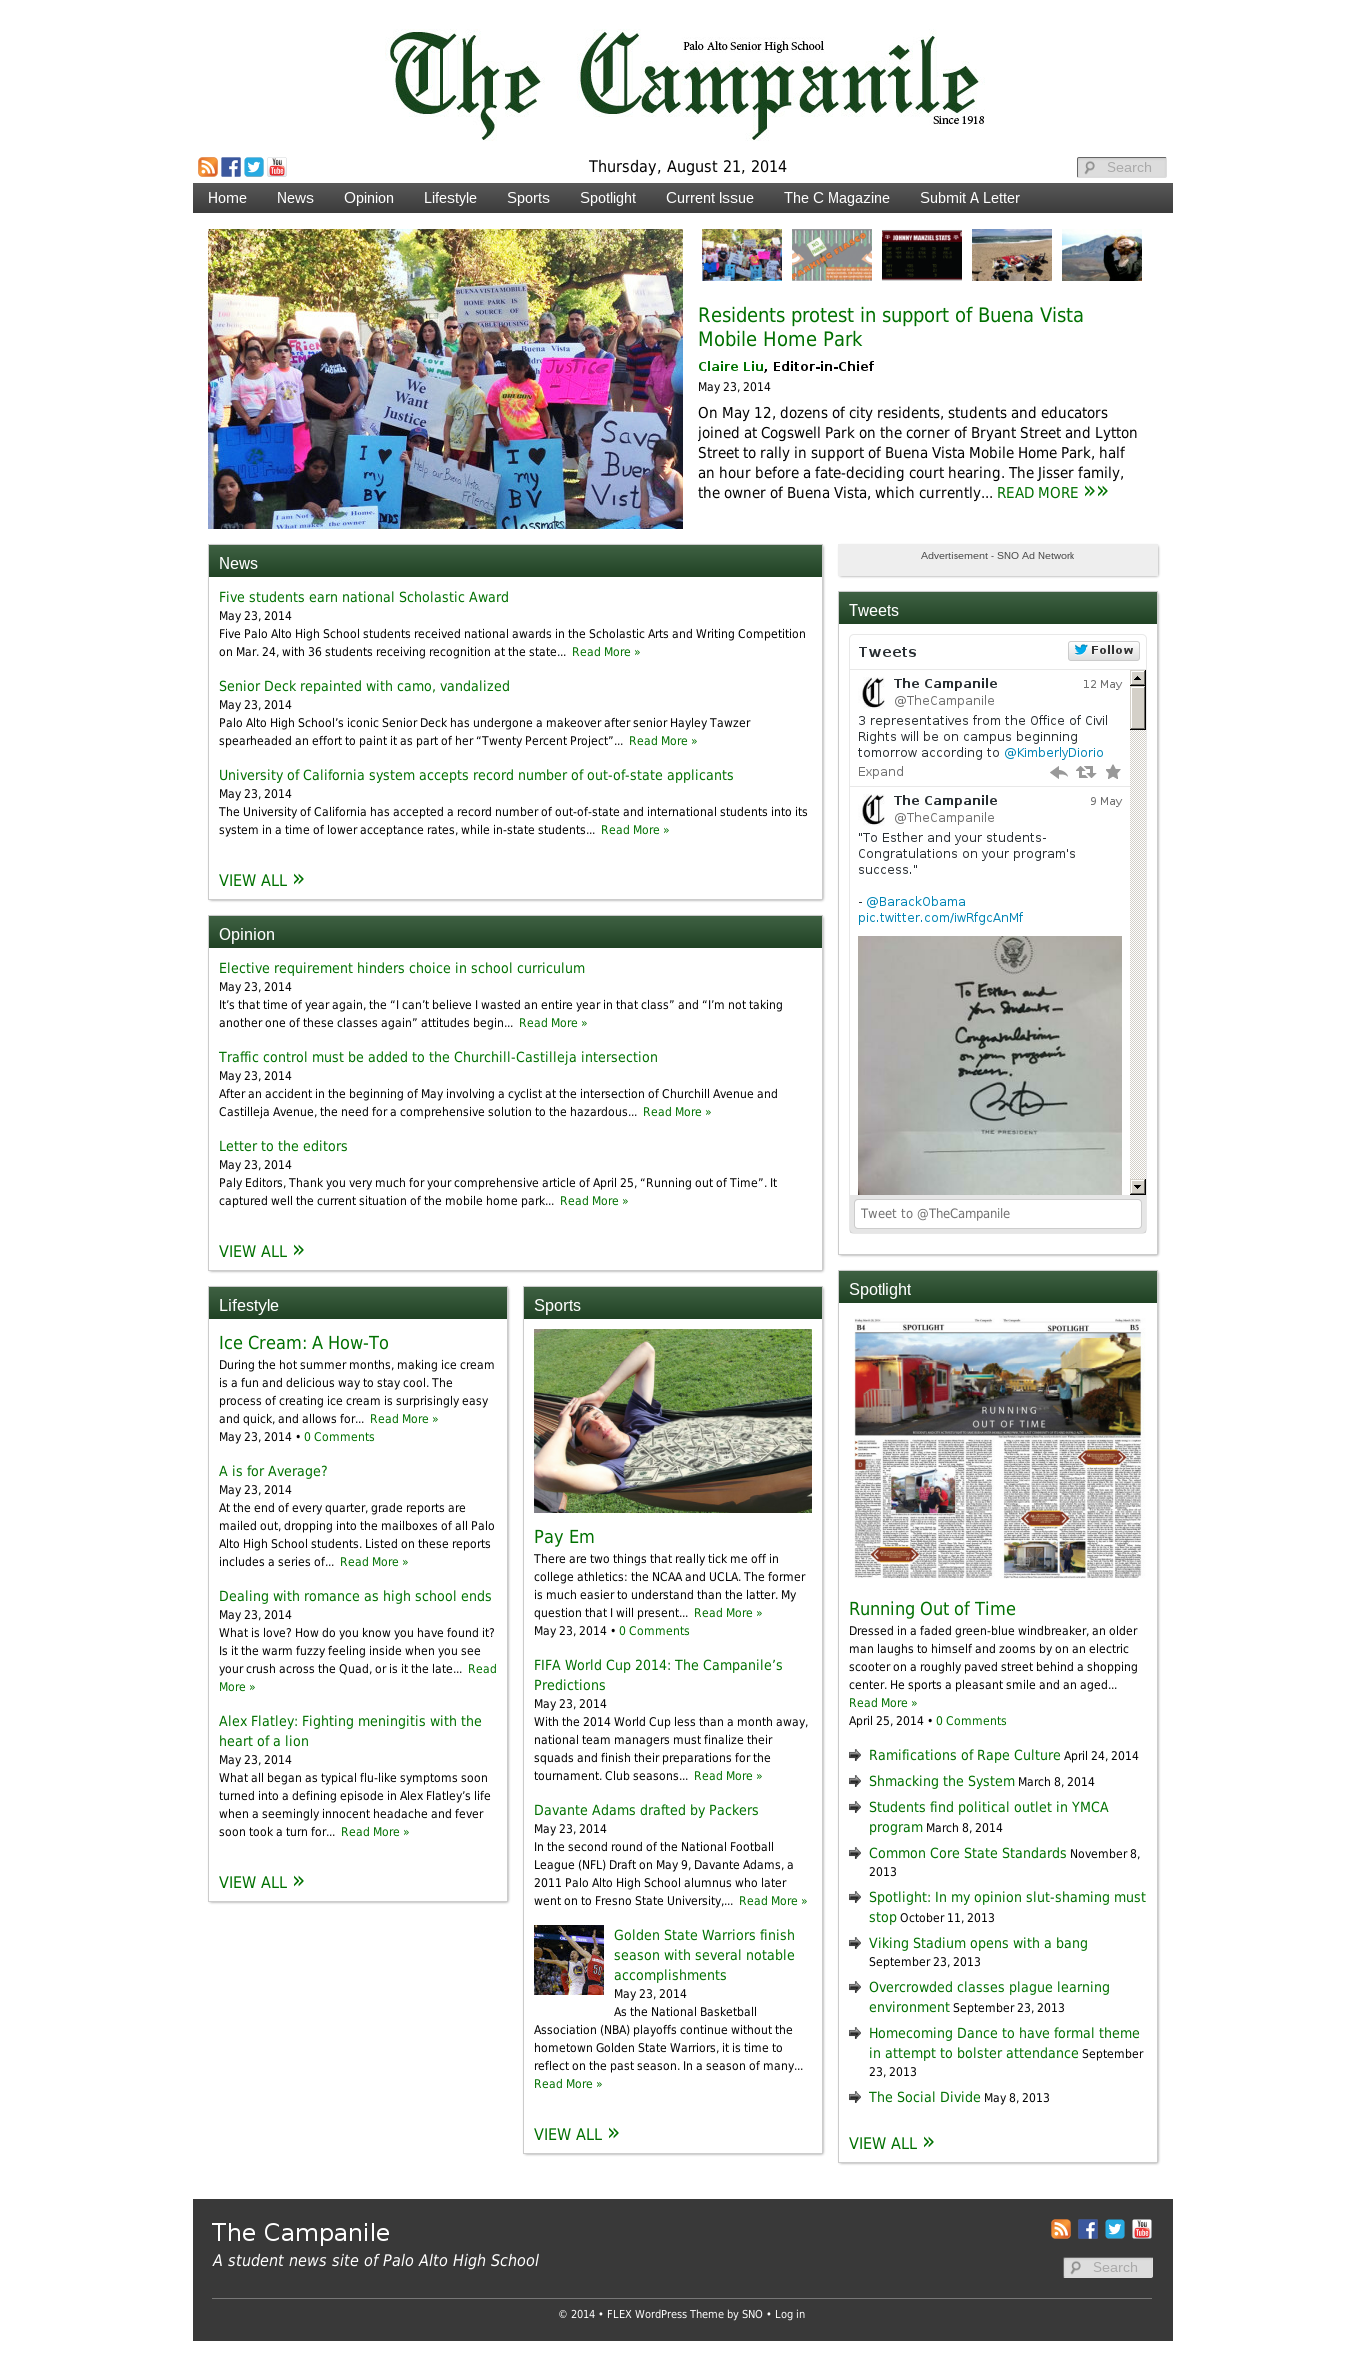 The Campanile
Palo Alto Senior High School
Since 1918
Thursday, August 21, 2014
Search
Home News Opinion Lifestyle Sports Spotlight Current Issue The C Magazine Submit A Letter
BUENA VISTA MOBILE
HOME PARK IN
A SOURCE OF
Buena Vista
Justice
I LOVE
We
Want
Justice
Save
Buena
Vist
I ♥
my
BV
Help our Buena Vista
Friends
I ♥
my
BV
Classmates
I am Not Home.
What makes the owner
JOHNNY MANZIEL STATS
Residents protest in support of Buena Vista
Mobile Home Park
Claire Liu, Editor-in-Chief
May 23, 2014
On May 12, dozens of city residents, students and educators
joined at Cogswell Park on the corner of Bryant Street and Lytton
Street to rally in support of Buena Vista Mobile Home Park, half
an hour before a fate-deciding court hearing. The Jisser family,
the owner of Buena Vista, which currently... READ MORE »»
News
Five students earn national Scholastic Award
May 23, 2014
Five Palo Alto High School students received national awards in the Scholastic Arts and Writing Competition
on Mar. 24, with 36 students receiving recognition at the state... Read More »
Senior Deck repainted with camo, vandalized
May 23, 2014
Palo Alto High School’s iconic Senior Deck has undergone a makeover after senior Hayley Tawzer
spearheaded an effort to paint it as part of her “Twenty Percent Project”... Read More »
University of California system accepts record number of out-of-state applicants
May 23, 2014
The University of California has accepted a record number of out-of-state and international students into its
system in a time of lower acceptance rates, while in-state students... Read More »
VIEW ALL »
Opinion
Elective requirement hinders choice in school curriculum
May 23, 2014
It’s that time of year again, the “I can’t believe I wasted an entire year in that class” and “I’m not taking
another one of these classes again” attitudes begin... Read More »
Traffic control must be added to the Churchill-Castilleja intersection
May 23, 2014
After an accident in the beginning of May involving a cyclist at the intersection of Churchill Avenue and
Castilleja Avenue, the need for a comprehensive solution to the hazardous... Read More »
Letter to the editors
May 23, 2014
Paly Editors, Thank you very much for your comprehensive article of April 25, “Running out of Time”. It
captured well the current situation of the mobile home park... Read More »
VIEW ALL »
Lifestyle
Ice Cream: A How-To
During the hot summer months, making ice cream
is a fun and delicious way to stay cool. The
process of creating ice cream is surprisingly easy
and quick, and allows for... Read More »
May 23, 2014 • 0 Comments
A is for Average?
May 23, 2014
At the end of every quarter, grade reports are
mailed out, dropping into the mailboxes of all Palo
Alto High School students. Listed on these reports
includes a series of... Read More »
Dealing with romance as high school ends
May 23, 2014
What is love? How do you know you have found it?
Is it the warm fuzzy feeling inside when you see
your crush across the Quad, or is it the late... Read
More »
Alex Flatley: Fighting meningitis with the
heart of a lion
May 23, 2014
What all began as typical flu-like symptoms soon
turned into a defining episode in Alex Flatley’s life
when a seemingly innocent headache and fever
soon took a turn for... Read More »
VIEW ALL »
Sports
Pay Em
There are two things that really tick me off in
college athletics: the NCAA and UCLA. The former
is much easier to understand than the latter. My
question that I will present... Read More »
May 23, 2014 • 0 Comments
FIFA World Cup 2014: The Campanile’s
Predictions
May 23, 2014
With the 2014 World Cup less than a month away,
national team managers must finalize their
squads and finish their preparations for the
tournament. Club seasons... Read More »
Davante Adams drafted by Packers
May 23, 2014
In the second round of the National Football
League (NFL) Draft on May 9, Davante Adams, a
2011 Palo Alto High School alumnus who later
went on to Fresno State University,... Read More »
Golden State Warriors finish
season with several notable
accomplishments
May 23, 2014
As the National Basketball
Association (NBA) playoffs continue without the
hometown Golden State Warriors, it is time to
reflect on the past season. In a season of many...
Read More »
VIEW ALL »
Advertisement - SNO Ad Network
Tweets
Tweets
Follow
The Campanile 12 May
@TheCampanile
3 representatives from the Office of Civil
Rights will be on campus beginning
tomorrow according to @KimberlyDiorio
Expand
The Campanile 9 May
@TheCampanile
"To Esther and your students-
Congratulations on your program's
success."
- @BarackObama
pic.twitter.com/iwRfgcAnMf
To Esther and
your Students—
Congratulations
on your program's
success.
THE PRESIDENT
Tweet to @TheCampanile
Spotlight
B4 SPOTLIGHT SPOTLIGHT B5
RUNNING
OUT OF TIME
Running Out of Time
Dressed in a faded green-blue windbreaker, an older
man laughs to himself and zooms by on an electric
scooter on a roughly paved street behind a shopping
center. He sports a pleasant smile and an aged...
Read More »
April 25, 2014 • 0 Comments
Ramifications of Rape Culture April 24, 2014
Shmacking the System March 8, 2014
Students find political outlet in YMCA
program March 8, 2014
Common Core State Standards November 8,
2013
Spotlight: In my opinion slut-shaming must
stop October 11, 2013
Viking Stadium opens with a bang
September 23, 2013
Overcrowded classes plague learning
environment September 23, 2013
Homecoming Dance to have formal theme
in attempt to bolster attendance September
23, 2013
The Social Divide May 8, 2013
VIEW ALL »
The Campanile
A student news site of Palo Alto High School
Search
© 2014 • FLEX WordPress Theme by SNO • Log in